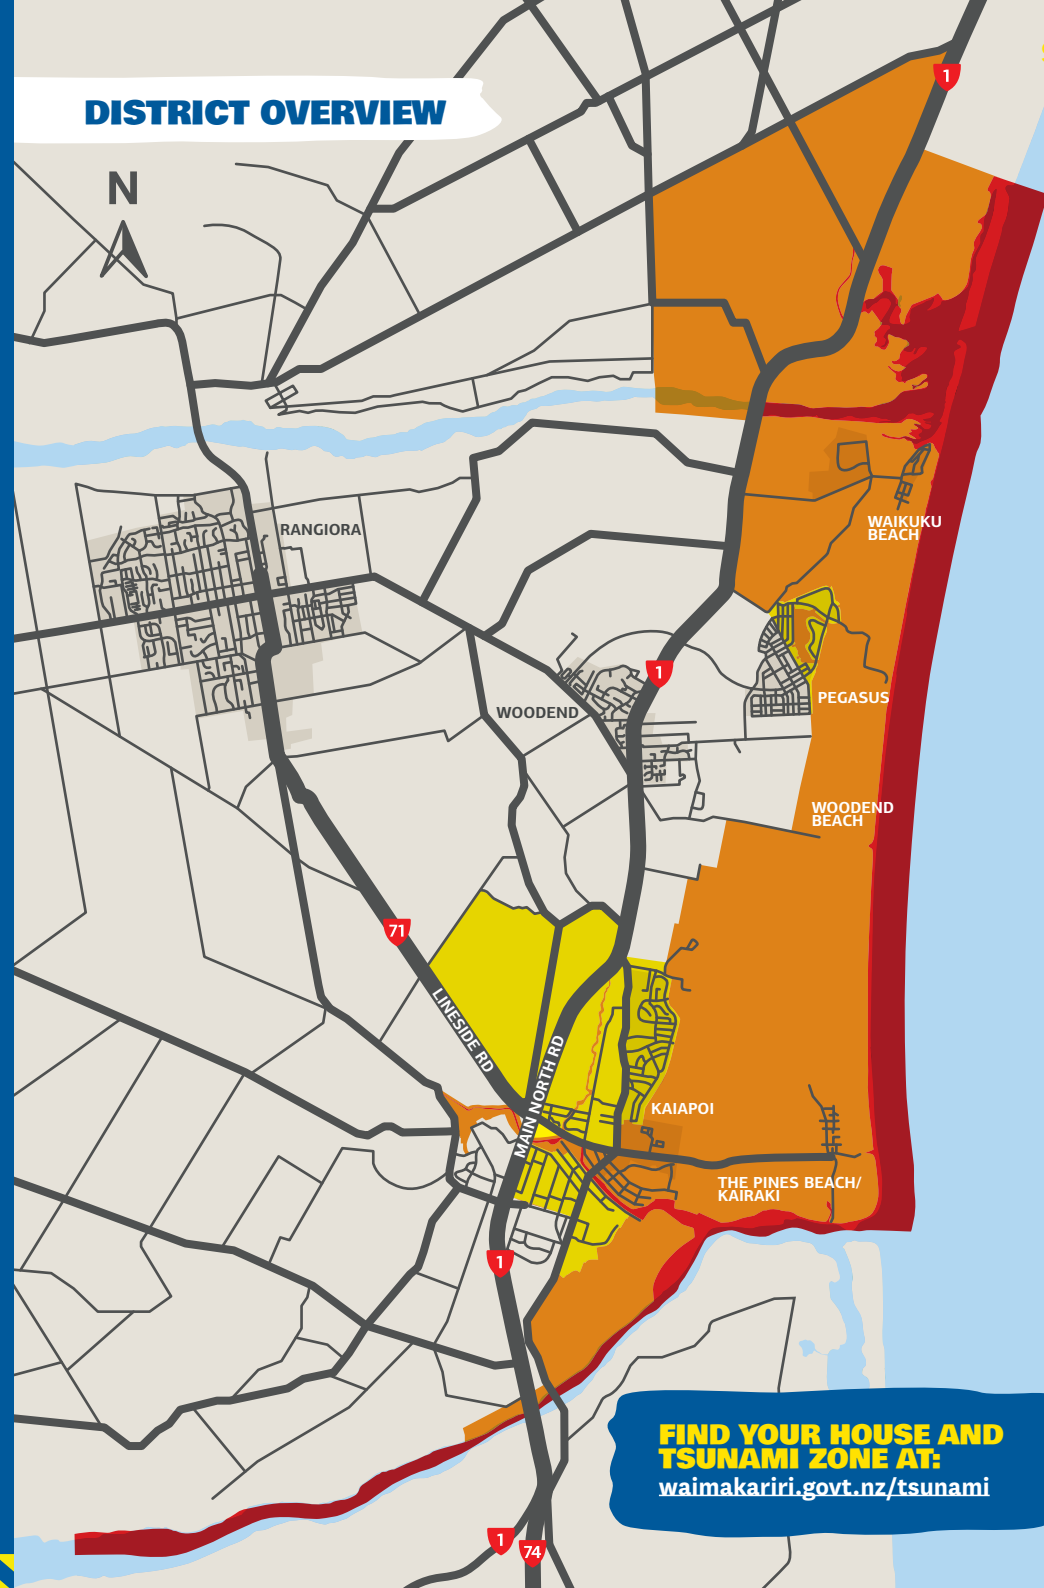 DISTRICT OVERVIEW
N
1
RANGIORA
WAIKUKU
BEACH
1
PEGASUS
WOODEND
WOODEND
BEACH
71
LINESIDE RD
MAIN NORTH RD
KAIAPOI
THE PINES BEACH/
KAIRAKI
1
FIND YOUR HOUSE AND
TSUNAMI ZONE AT:
waimakariri.govt.nz/tsunami
1
74